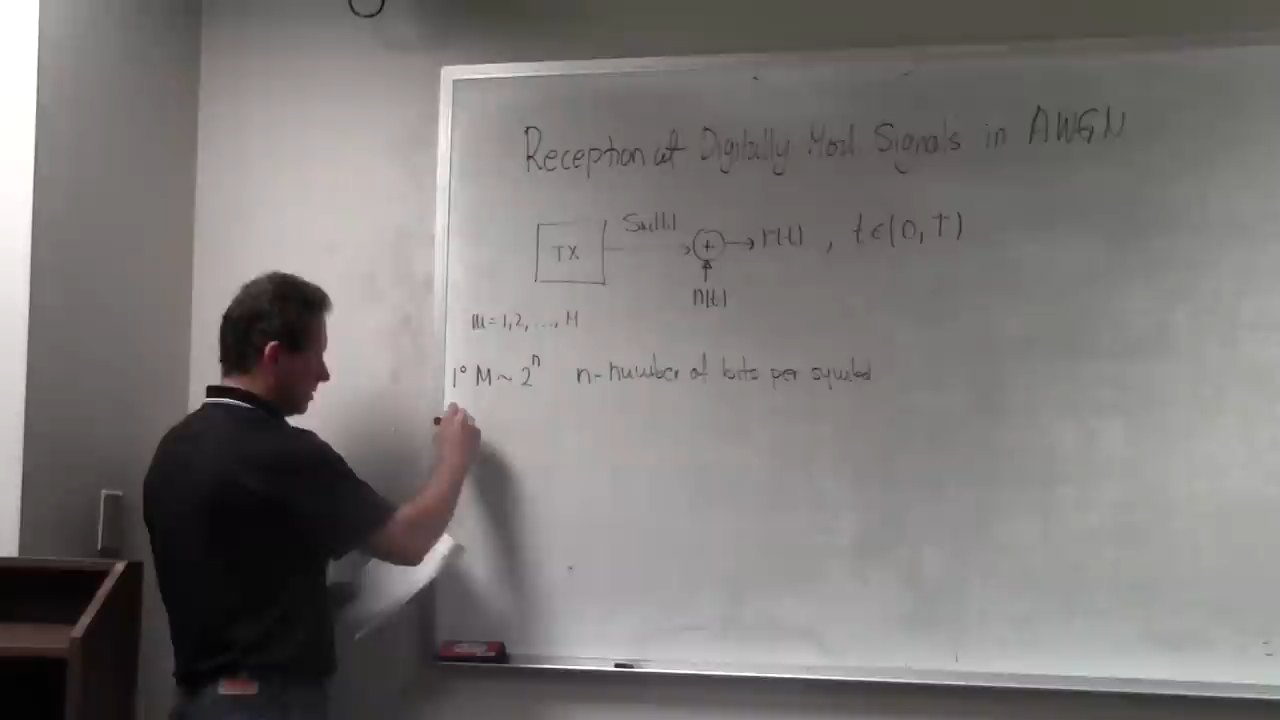 Reception of Digitally Mod. Signals in AWGN
TX Sm(t) + r(t) , t∈(0,T)
n(t)
m=1,2, ..., M
1° M ~ 2^n n-number of bits per symbol